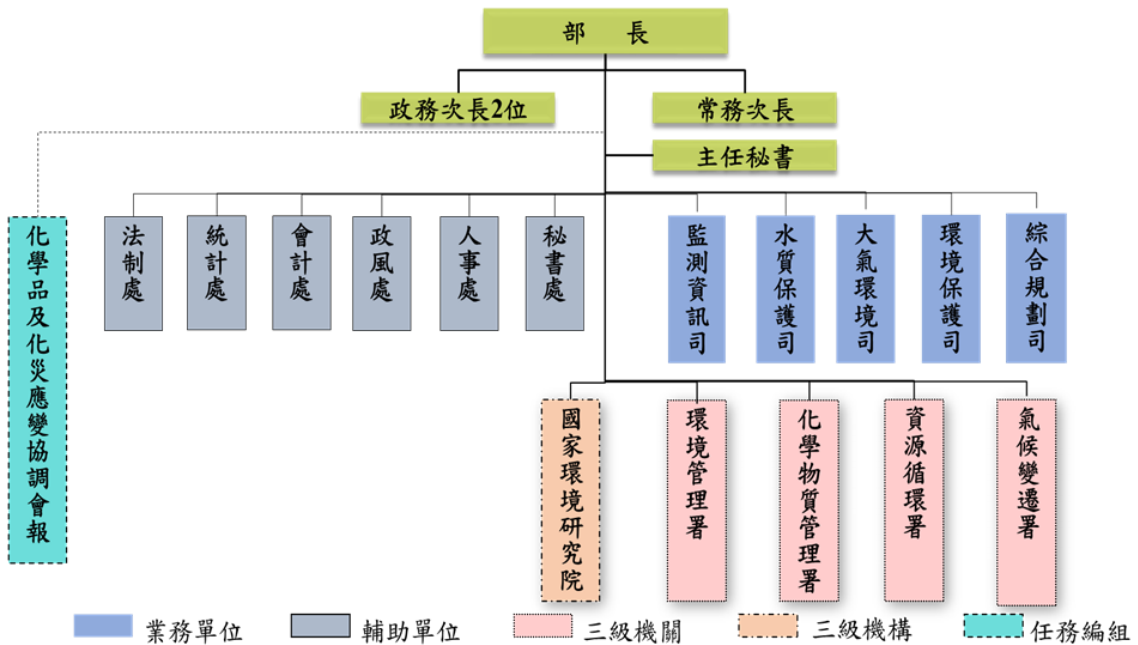 部 長
政務次長2位
常務次長
主任秘書
化學品及化災應變協調會報
法制處
統計處
會計處
政風處
人事處
秘書處
監測資訊司
水質保護司
大氣環境司
環境保護司
綜合規劃司
國家環境研究院
環境管理署
化學物質管理署
資源循環署
氣候變遷署
業務單位
輔助單位
三級機關
三級機構
任務編組